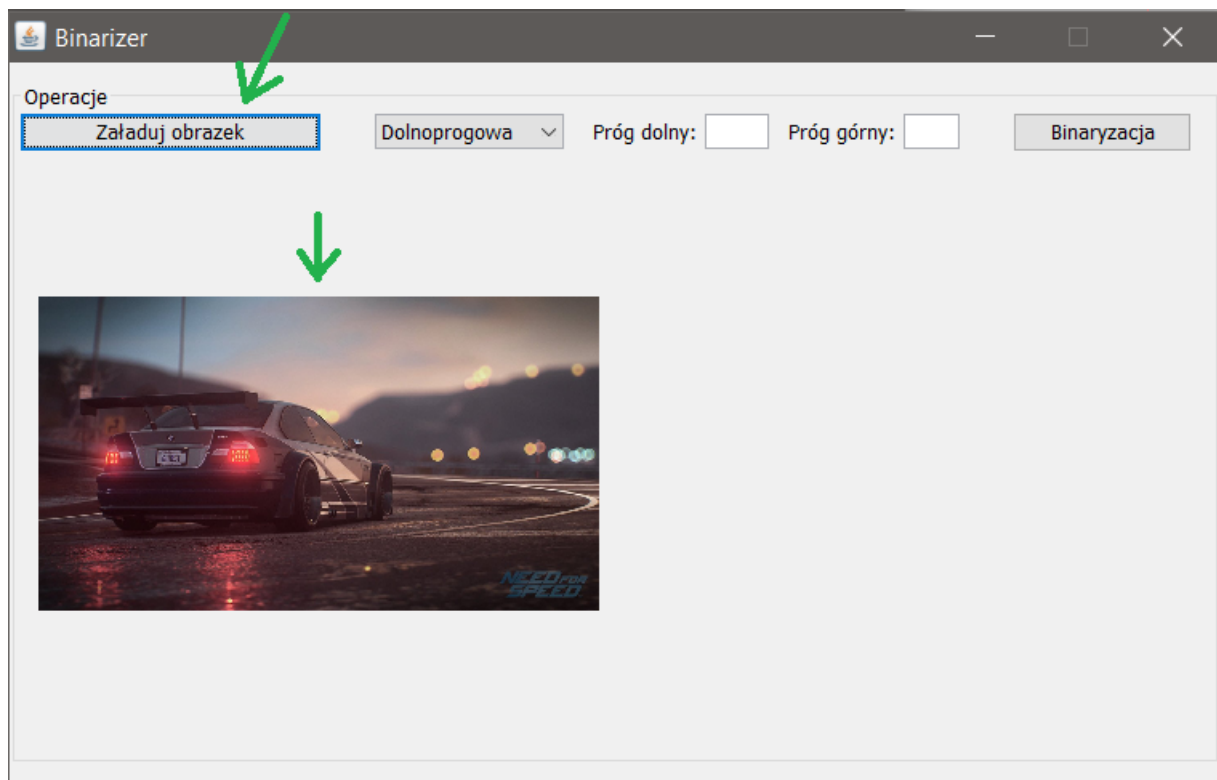 Binarizer
Operacje
Załaduj obrazek Dolnoprogowa Próg dolny: Próg górny: Binaryzacja
NEED FOR
SPEED